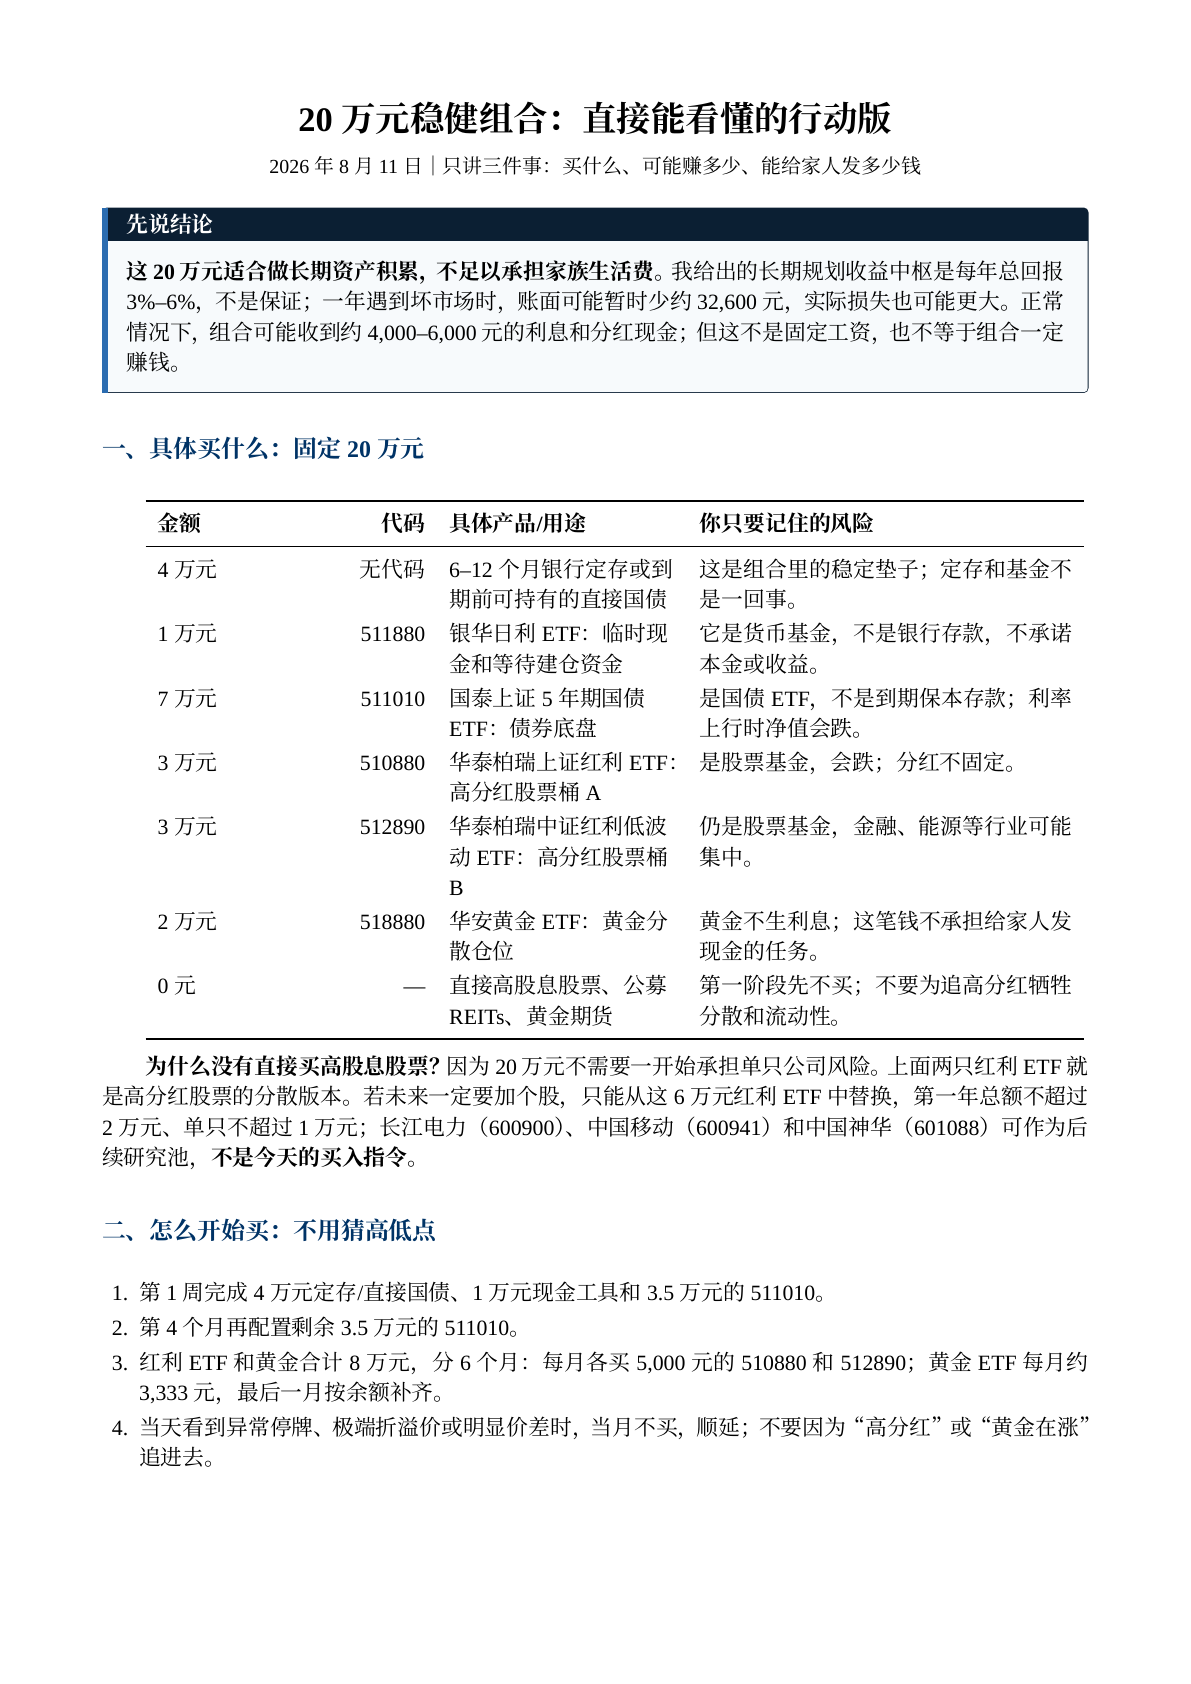 20 万元稳健组合：直接能看懂的行动版
2026 年 8 月 11 日｜只讲三件事：买什么、可能赚多少、能给家人发多少钱
先说结论
这 20 万元适合做长期资产积累，不足以承担家族生活费。我给出的长期规划收益中枢是每年总回报
3%–6%，不是保证；一年遇到坏市场时，账面可能暂时少约 32,600 元，实际损失也可能更大。正常
情况下，组合可能收到约 4,000–6,000 元的利息和分红现金；但这不是固定工资，也不等于组合一定
赚钱。
一、具体买什么：固定 20 万元
金额 代码 具体产品/用途 你只要记住的风险
4 万元 无代码 6–12 个月银行定存或到 这是组合里的稳定垫子；定存和基金不
期前可持有的直接国债 是一回事。
1 万元 511880 银华日利 ETF：临时现 它是货币基金，不是银行存款，不承诺
金和等待建仓资金 本金或收益。
7 万元 511010 国泰上证 5 年期国债 是国债 ETF，不是到期保本存款；利率
ETF：债券底盘 上行时净值会跌。
3 万元 510880 华泰柏瑞上证红利 ETF： 是股票基金，会跌；分红不固定。
高分红股票桶 A
3 万元 512890 华泰柏瑞中证红利低波 仍是股票基金，金融、能源等行业可能
动 ETF：高分红股票桶 集中。
B
2 万元 518880 华安黄金 ETF：黄金分 黄金不生利息；这笔钱不承担给家人发
散仓位 现金的任务。
0 元 — 直接高股息股票、公募 第一阶段先不买；不要为追高分红牺牲
REITs、黄金期货 分散和流动性。
为什么没有直接买高股息股票？因为 20 万元不需要一开始承担单只公司风险。上面两只红利 ETF 就
是高分红股票的分散版本。若未来一定要加个股，只能从这 6 万元红利 ETF 中替换，第一年总额不超过
2 万元、单只不超过 1 万元；长江电力（600900）、中国移动（600941）和中国神华（601088）可作为后
续研究池，不是今天的买入指令。
二、怎么开始买：不用猜高低点
1. 第 1 周完成 4 万元定存/直接国债、1 万元现金工具和 3.5 万元的 511010。
2. 第 4 个月再配置剩余 3.5 万元的 511010。
3. 红利 ETF 和黄金合计 8 万元，分 6 个月：每月各买 5,000 元的 510880 和 512890；黄金 ETF 每月约
3,333 元，最后一月按余额补齐。
4. 当天看到异常停牌、极端折溢价或明显价差时，当月不买，顺延；不要因为“高分红”或“黄金在涨”
追进去。